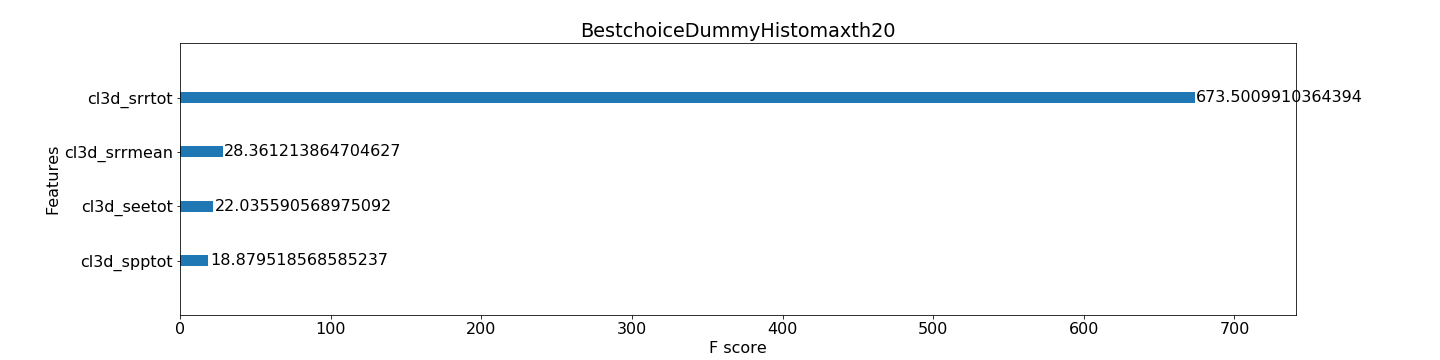 BestchoiceDummyHistomaxth20
cl3d_srrtot
673.5009910364394
cl3d_srrmean
28.361213864704627
cl3d_seetot
22.035590568975092
cl3d_spptot
18.879518568585237
Features
0 100 200 300 400 500 600 700
F score